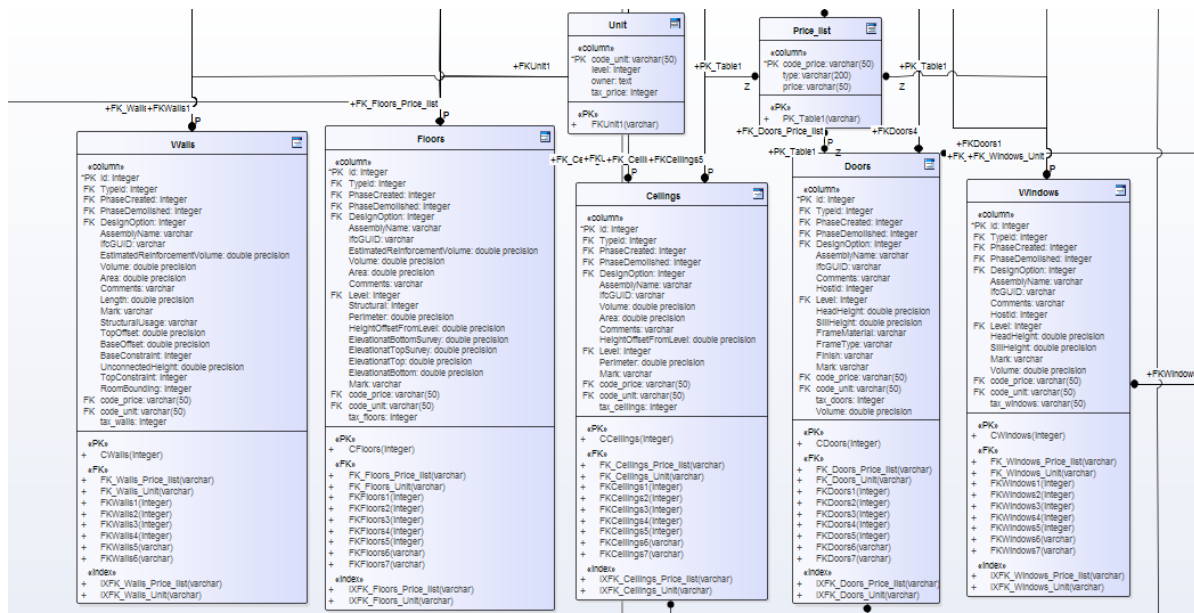 Unit
«column»
*PK code_unit: varchar(50)
level: Integer
owner: text
tax_price: Integer
«PK»
+ FKUnit1(varchar)
Price_list
«column»
*PK code_price: varchar(50)
type: varchar(200)
price: varchar(50)
«PK»
+ PK_Table1(varchar)
+FKUnit1
+PK_Table1
Z
+PK_Table1
Z
+FK_Floors_Price_list
P
+FKWalls1
P
+FK_Doors_Price_list
P
+PK_Table1
Z
+FKDoors4
+FKDoors1
+FK_Windows_Unit
P
+FKCeilings5
P
P
Walls
«column»
*PK Id: Integer
FK TypeId: Integer
FK PhaseCreated: Integer
FK PhaseDemolished: Integer
FK DesignOption: Integer
AssemblyName: varchar
IfcGUID: varchar
EstimatedReinforcementVolume: double precision
Volume: double precision
Area: double precision
Comments: varchar
Length: double precision
Mark: varchar
StructuralUsage: varchar
TopOffset: double precision
BaseOffset: double precision
BaseConstraint: Integer
UnconnectedHeight: double precision
TopConstraint: Integer
RoomBounding: Integer
FK code_price: varchar(50)
FK code_unit: varchar(50)
tax_walls: Integer
«PK»
+ CWalls(Integer)
«FK»
+ FK_Walls_Price_list(varchar)
+ FK_Walls_Unit(varchar)
+ FKWalls1(Integer)
+ FKWalls2(Integer)
+ FKWalls3(Integer)
+ FKWalls4(Integer)
+ FKWalls5(varchar)
+ FKWalls6(varchar)
«index»
+ IXFK_Walls_Price_list(varchar)
+ IXFK_Walls_Unit(varchar)
Floors
«column»
*PK Id: Integer
FK TypeId: Integer
FK PhaseCreated: Integer
FK PhaseDemolished: Integer
FK DesignOption: Integer
AssemblyName: varchar
IfcGUID: varchar
EstimatedReinforcementVolume: double precision
Volume: double precision
Area: double precision
Comments: varchar
FK Level: Integer
Structural: Integer
Perimeter: double precision
HeightOffsetFromLevel: double precision
ElevationatBottomSurvey: double precision
ElevationatTopSurvey: double precision
ElevationatTop: double precision
ElevationatBottom: double precision
Mark: varchar
FK code_price: varchar(50)
FK code_unit: varchar(50)
tax_floors: Integer
«PK»
+ CFloors(Integer)
«FK»
+ FK_Floors_Price_list(varchar)
+ FK_Floors_Unit(varchar)
+ FKFloors1(Integer)
+ FKFloors2(Integer)
+ FKFloors3(Integer)
+ FKFloors4(Integer)
+ FKFloors5(Integer)
+ FKFloors6(varchar)
+ FKFloors7(varchar)
«index»
+ IXFK_Floors_Price_list(varchar)
+ IXFK_Floors_Unit(varchar)
Ceilings
«column»
*PK Id: Integer
FK TypeId: Integer
FK PhaseCreated: Integer
FK PhaseDemolished: Integer
FK DesignOption: Integer
AssemblyName: varchar
IfcGUID: varchar
Volume: double precision
Area: double precision
Comments: varchar
HeightOffsetFromLevel: double precision
FK Level: Integer
Perimeter: double precision
Mark: varchar
FK code_price: varchar(50)
FK code_unit: varchar(50)
tax_ceilings: Integer
«PK»
+ CCeilings(Integer)
«FK»
+ FK_Ceilings_Price_list(varchar)
+ FK_Ceilings_Unit(varchar)
+ FKCeilings1(Integer)
+ FKCeilings2(Integer)
+ FKCeilings3(Integer)
+ FKCeilings4(Integer)
+ FKCeilings5(Integer)
+ FKCeilings6(varchar)
+ FKCeilings7(varchar)
«index»
+ IXFK_Ceilings_Price_list(varchar)
+ IXFK_Ceilings_Unit(varchar)
Doors
«column»
*PK Id: Integer
FK TypeId: Integer
FK PhaseCreated: Integer
FK PhaseDemolished: Integer
FK DesignOption: Integer
AssemblyName: varchar
IfcGUID: varchar
Comments: varchar
HostId: Integer
FK Level: Integer
HeadHeight: double precision
SillHeight: double precision
FrameMaterial: varchar
FrameType: varchar
Finish: varchar
Mark: varchar
FK code_price: varchar(50)
FK code_unit: varchar(50)
tax_doors: Integer
Volume: double precision
«PK»
+ CDoors(Integer)
«FK»
+ FK_Doors_Price_list(varchar)
+ FK_Doors_Unit(varchar)
+ FKDoors1(Integer)
+ FKDoors2(Integer)
+ FKDoors3(Integer)
+ FKDoors4(Integer)
+ FKDoors5(Integer)
+ FKDoors6(varchar)
+ FKDoors7(varchar)
«index»
+ IXFK_Doors_Price_list(varchar)
+ IXFK_Doors_Unit(varchar)
Windows
«column»
*PK Id: Integer
FK TypeId: Integer
FK PhaseCreated: Integer
FK PhaseDemolished: Integer
FK DesignOption: Integer
AssemblyName: varchar
IfcGUID: varchar
Comments: varchar
HostId: Integer
FK Level: Integer
HeadHeight: double precision
SillHeight: double precision
Mark: varchar
Volume: double precision
FK code_price: varchar(50)
FK code_unit: varchar(50)
tax_windows: varchar(50)
«PK»
+ CWindows(Integer)
«FK»
+ FK_Windows_Price_list(varchar)
+ FK_Windows_Unit(varchar)
+ FKWindows1(Integer)
+ FKWindows2(Integer)
+ FKWindows3(Integer)
+ FKWindows4(Integer)
+ FKWindows5(Integer)
+ FKWindows6(varchar)
+ FKWindows7(varchar)
«index»
+ IXFK_Windows_Price_list(varchar)
+ IXFK_Windows_Unit(varchar)
+FKWindow